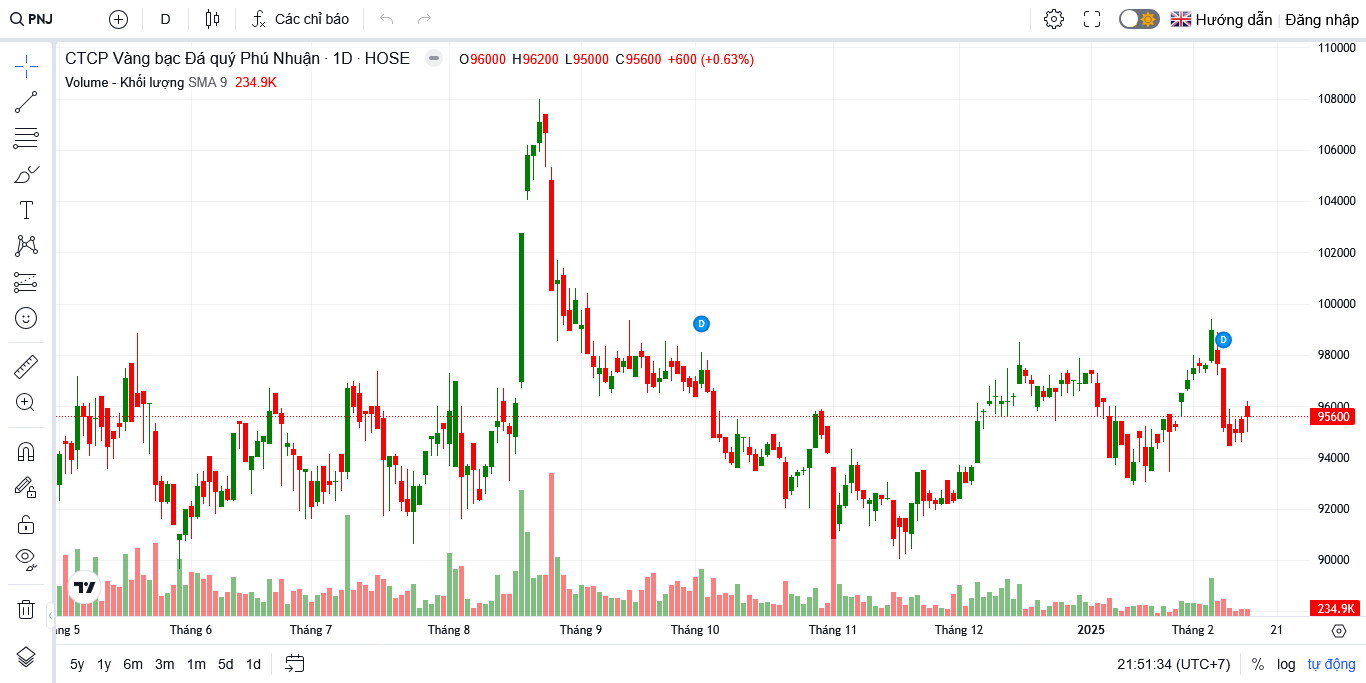 PNJ D Các chỉ báo Hướng dẫn Đăng nhập
CTCP Vàng bạc Đá quý Phú Nhuận · 1D · HOSE O96000 H96200 L95000 C95600 +600 (+0.63%)
Volume - Khối lượng SMA 9 234.9K
110000
108000
106000
104000
102000
100000
D
98000
D
96000
95600
94000
92000
90000
234.9K
ng 5 Tháng 6 Tháng 7 Tháng 8 Tháng 9 Tháng 10 Tháng 11 Tháng 12 2025 Tháng 2 21
5y 1y 6m 3m 1m 5d 1d 21:51:34 (UTC+7) % log tự động